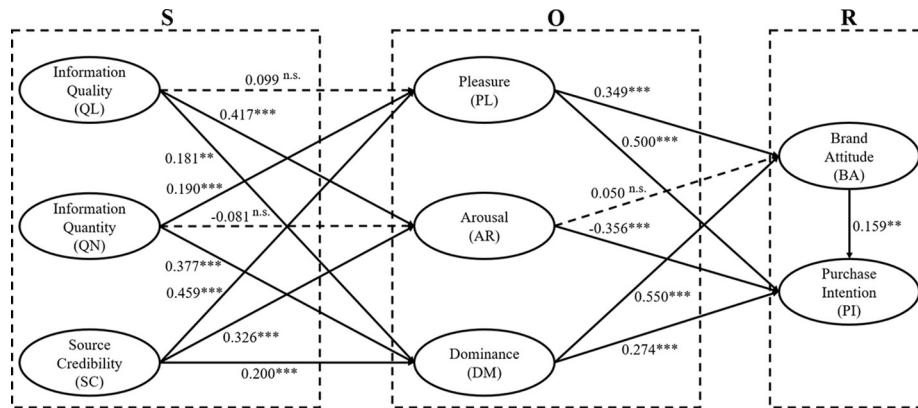 S
O
R
Information
Quality
(QL)
Information
Quantity
(QN)
Source
Credibility
(SC)
0.099 n.s.
0.417***
0.181**
0.190***
-0.081 n.s.
0.377***
0.459***
0.326***
0.200***
Pleasure
(PL)
Arousal
(AR)
Dominance
(DM)
0.349***
0.500***
0.050 n.s.
-0.356***
0.550***
0.274***
Brand
Attitude
(BA)
0.159**
Purchase
Intention
(PI)